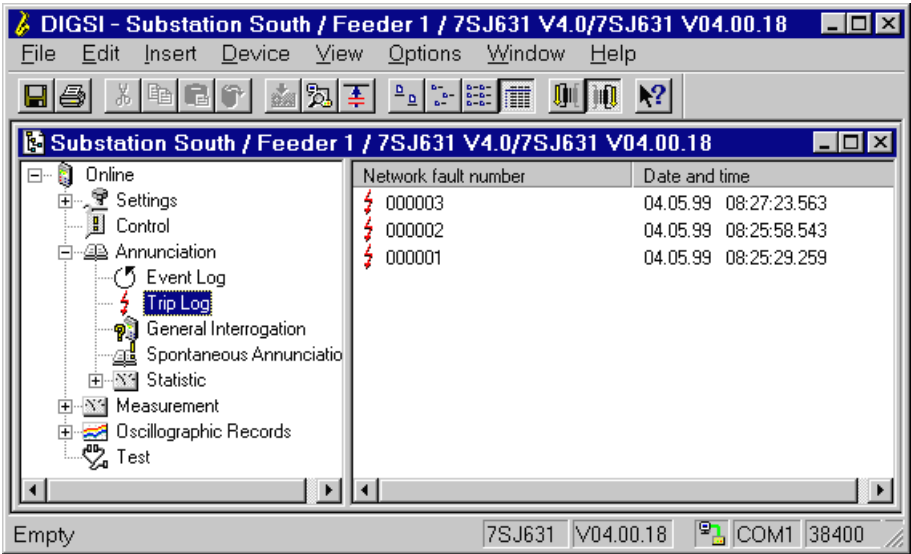 DIGSI - Substation South / Feeder 1 / 7SJ631 V4.0/7SJ631 V04.00.18
File Edit Insert Device View Options Window Help
Substation South / Feeder 1 / 7SJ631 V4.0/7SJ631 V04.00.18
Online
Settings
Control
Annunciation
Event Log
Trip Log
General Interrogation
Spontaneous Annunciatio
Statistic
Measurement
Oscillographic Records
Test
Network fault number Date and time
000003 04.05.99 08:27:23.563
000002 04.05.99 08:25:58.543
000001 04.05.99 08:25:29.259
Empty 7SJ631 V04.00.18 COM1 38400